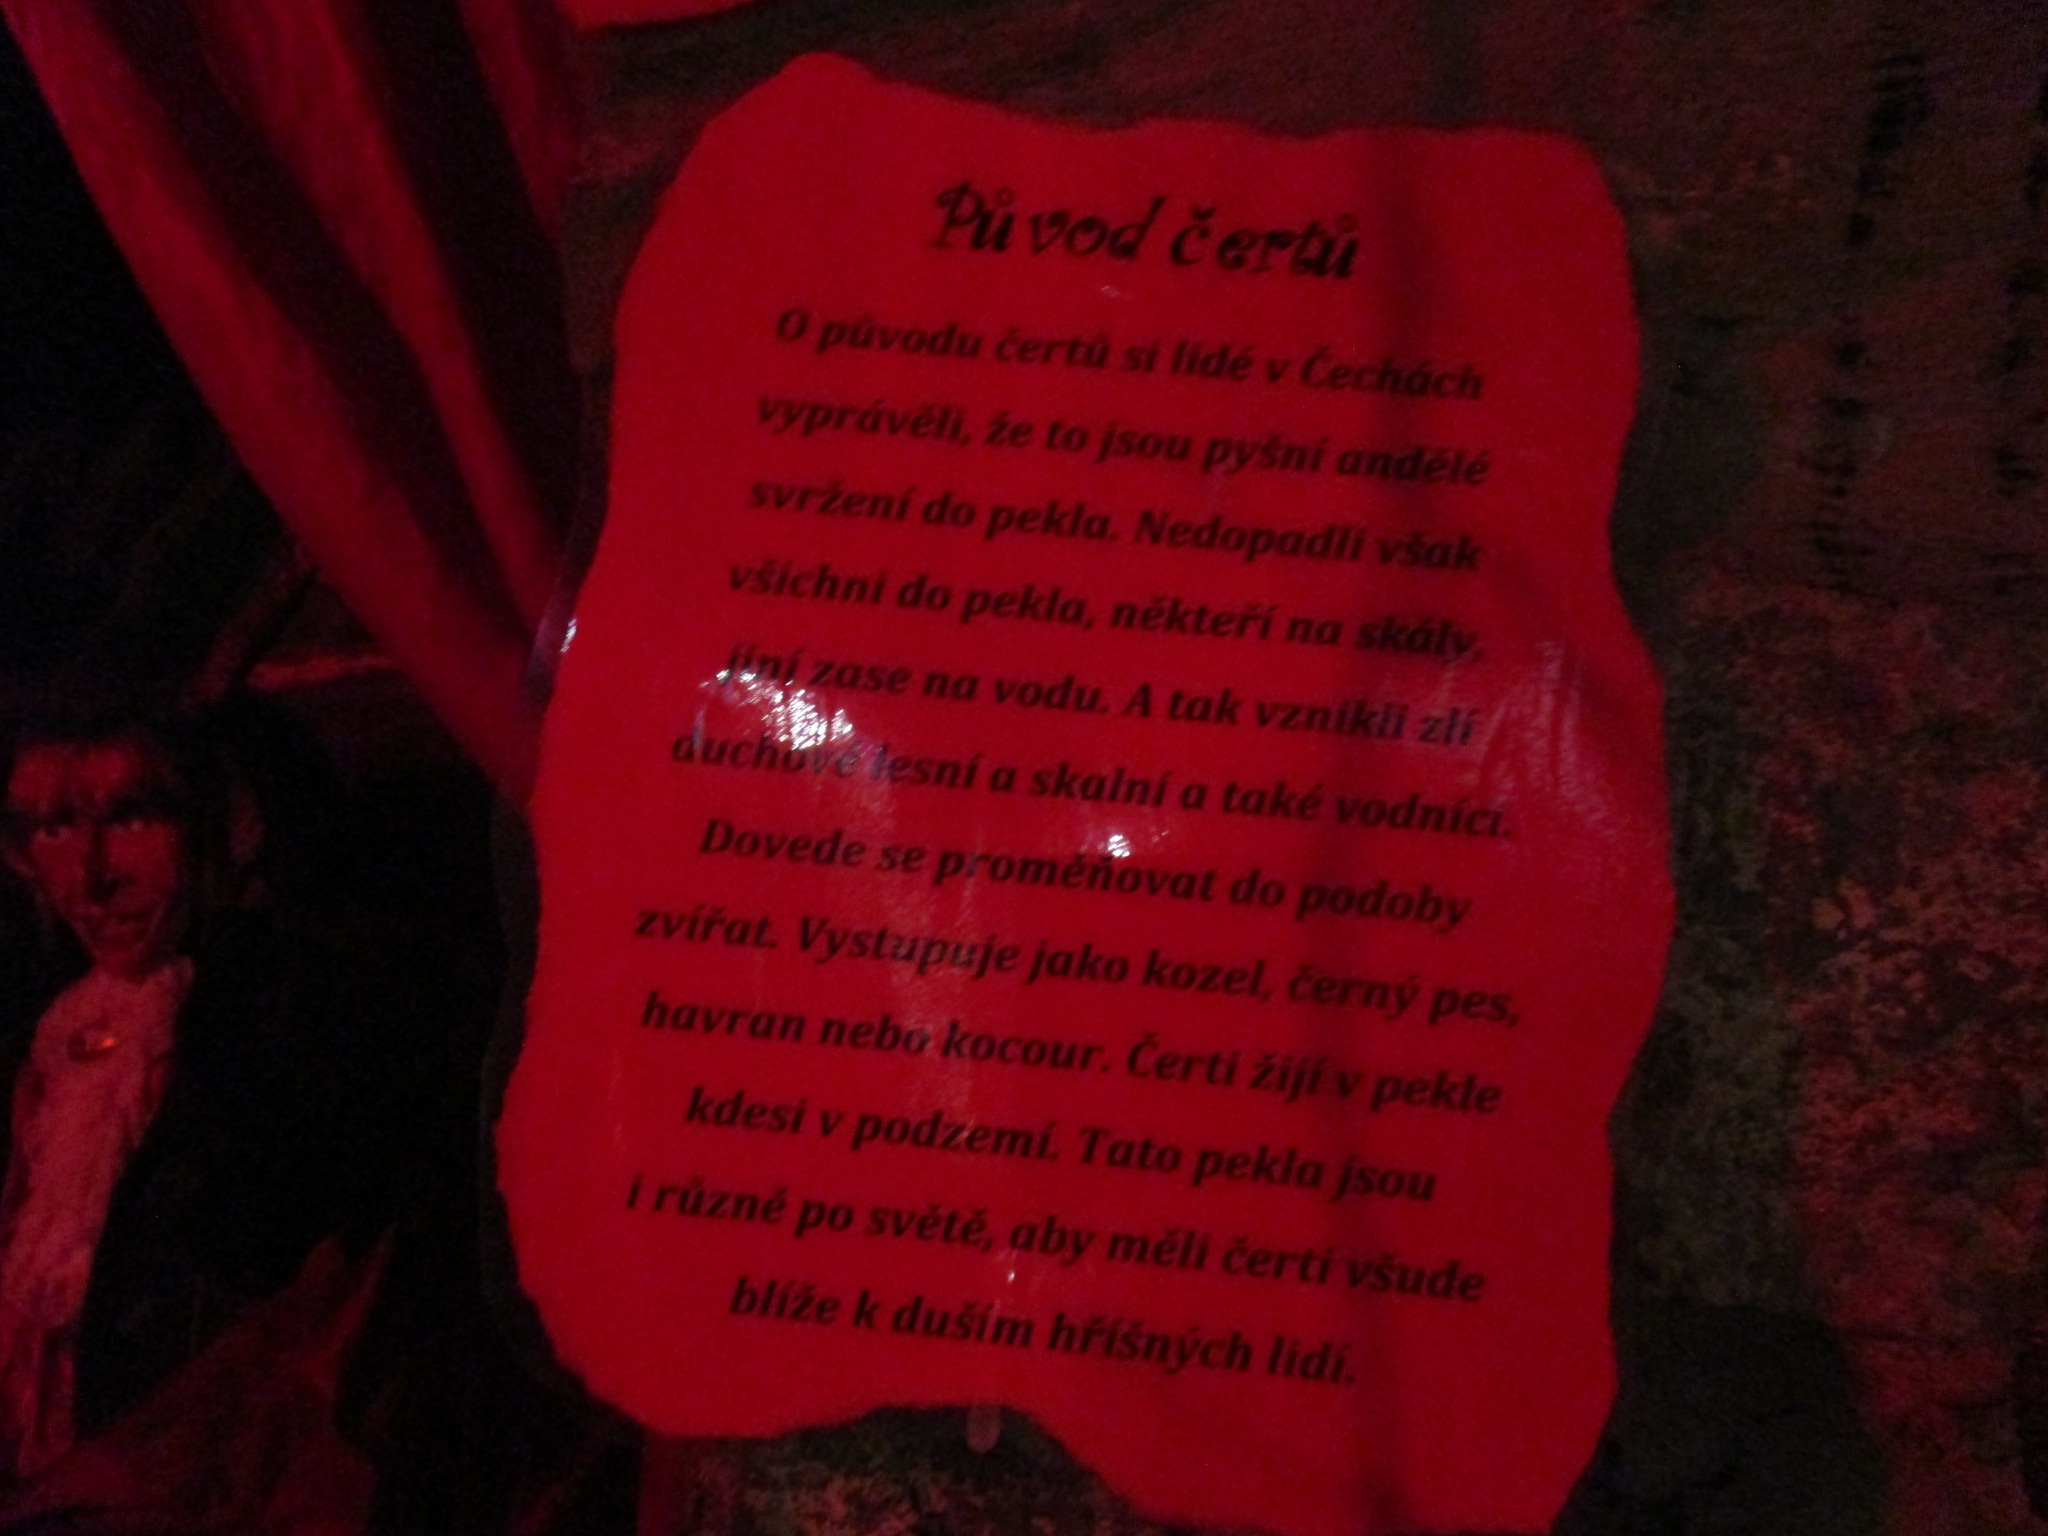 Původ čertů
O původu čertů si lidé v Čechách
vyprávěli, že to jsou pyšní andělé
svržení do pekla. Nedopadli však
všichni do pekla, někteří na skály,
jiní zase na vodu. A tak vznikli zlí
duchové lesní a skalní a také vodníci.
Dovede se proměňovat do podoby
zvířat. Vystupuje jako kozel, černý pes,
havran nebo kocour. Čerti žijí v pekle
kdesi v podzemí. Tato pekla jsou
i různě po světě, aby měli čerti všude
blíže k duším hříšných lidí.